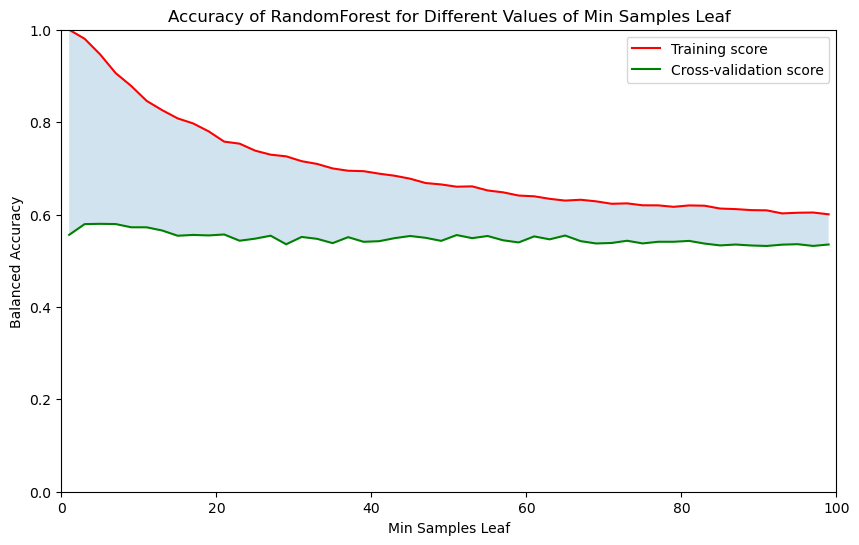 Accuracy of RandomForest for Different Values of Min Samples Leaf
1.0
Training score
Cross-validation score
0.8
0.6
0.4
0.2
0.0
Balanced Accuracy
0 20 40 60 80 100
Min Samples Leaf